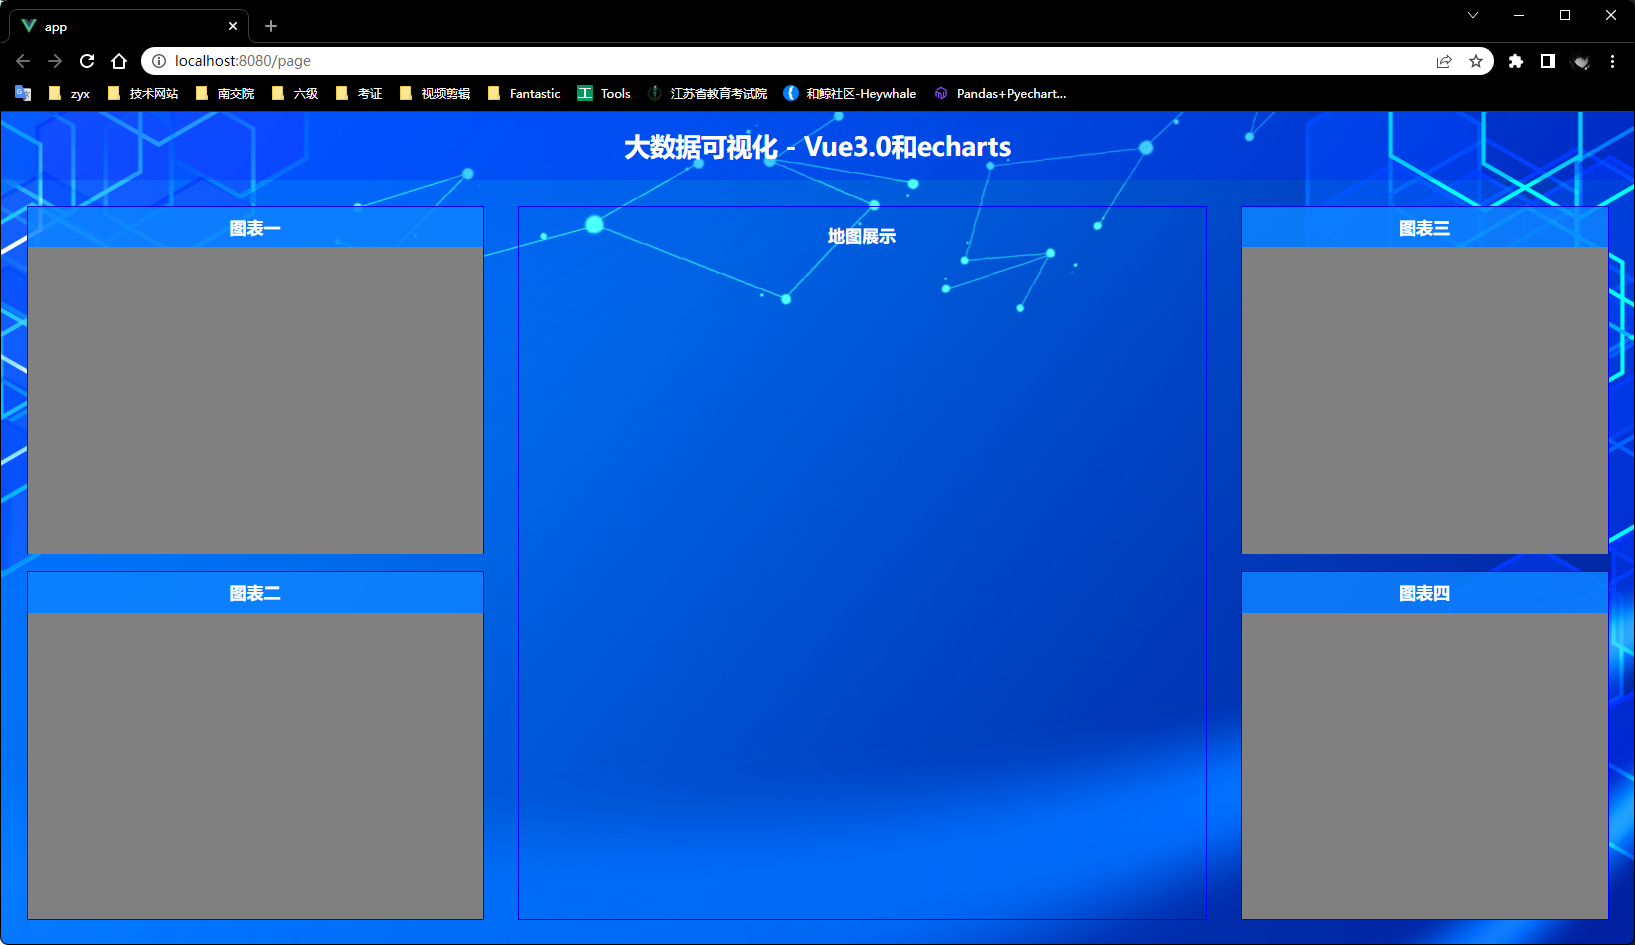 app
localhost:8080/page
zyx 技术网站 南交院 六级 考证 视频剪辑 Fantastic Tools 江苏省教育考试院 和鲸社区-Heywhale Pandas+Pyechart...
大数据可视化 - Vue3.0和echarts
图表一
地图展示
图表三
图表二
图表四